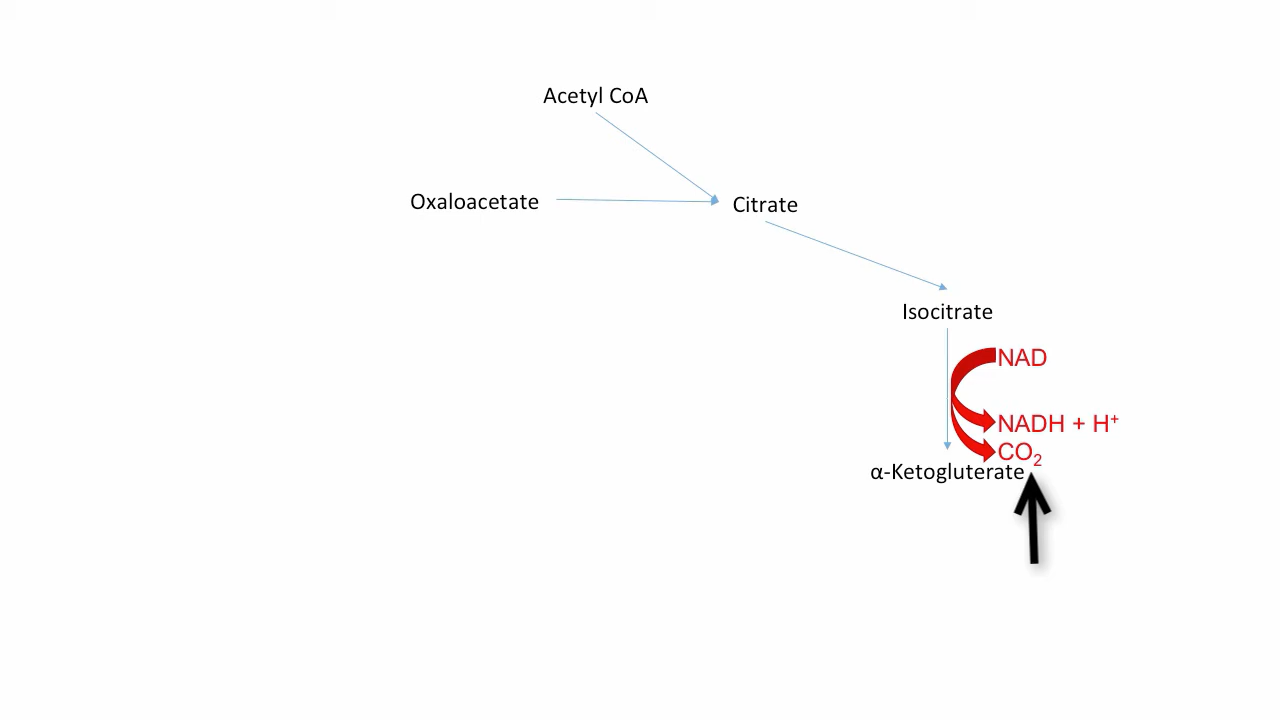 Acetyl CoA
Oxaloacetate
Citrate
Isocitrate
NAD
NADH + H⁺
CO₂
α-Ketogluterate